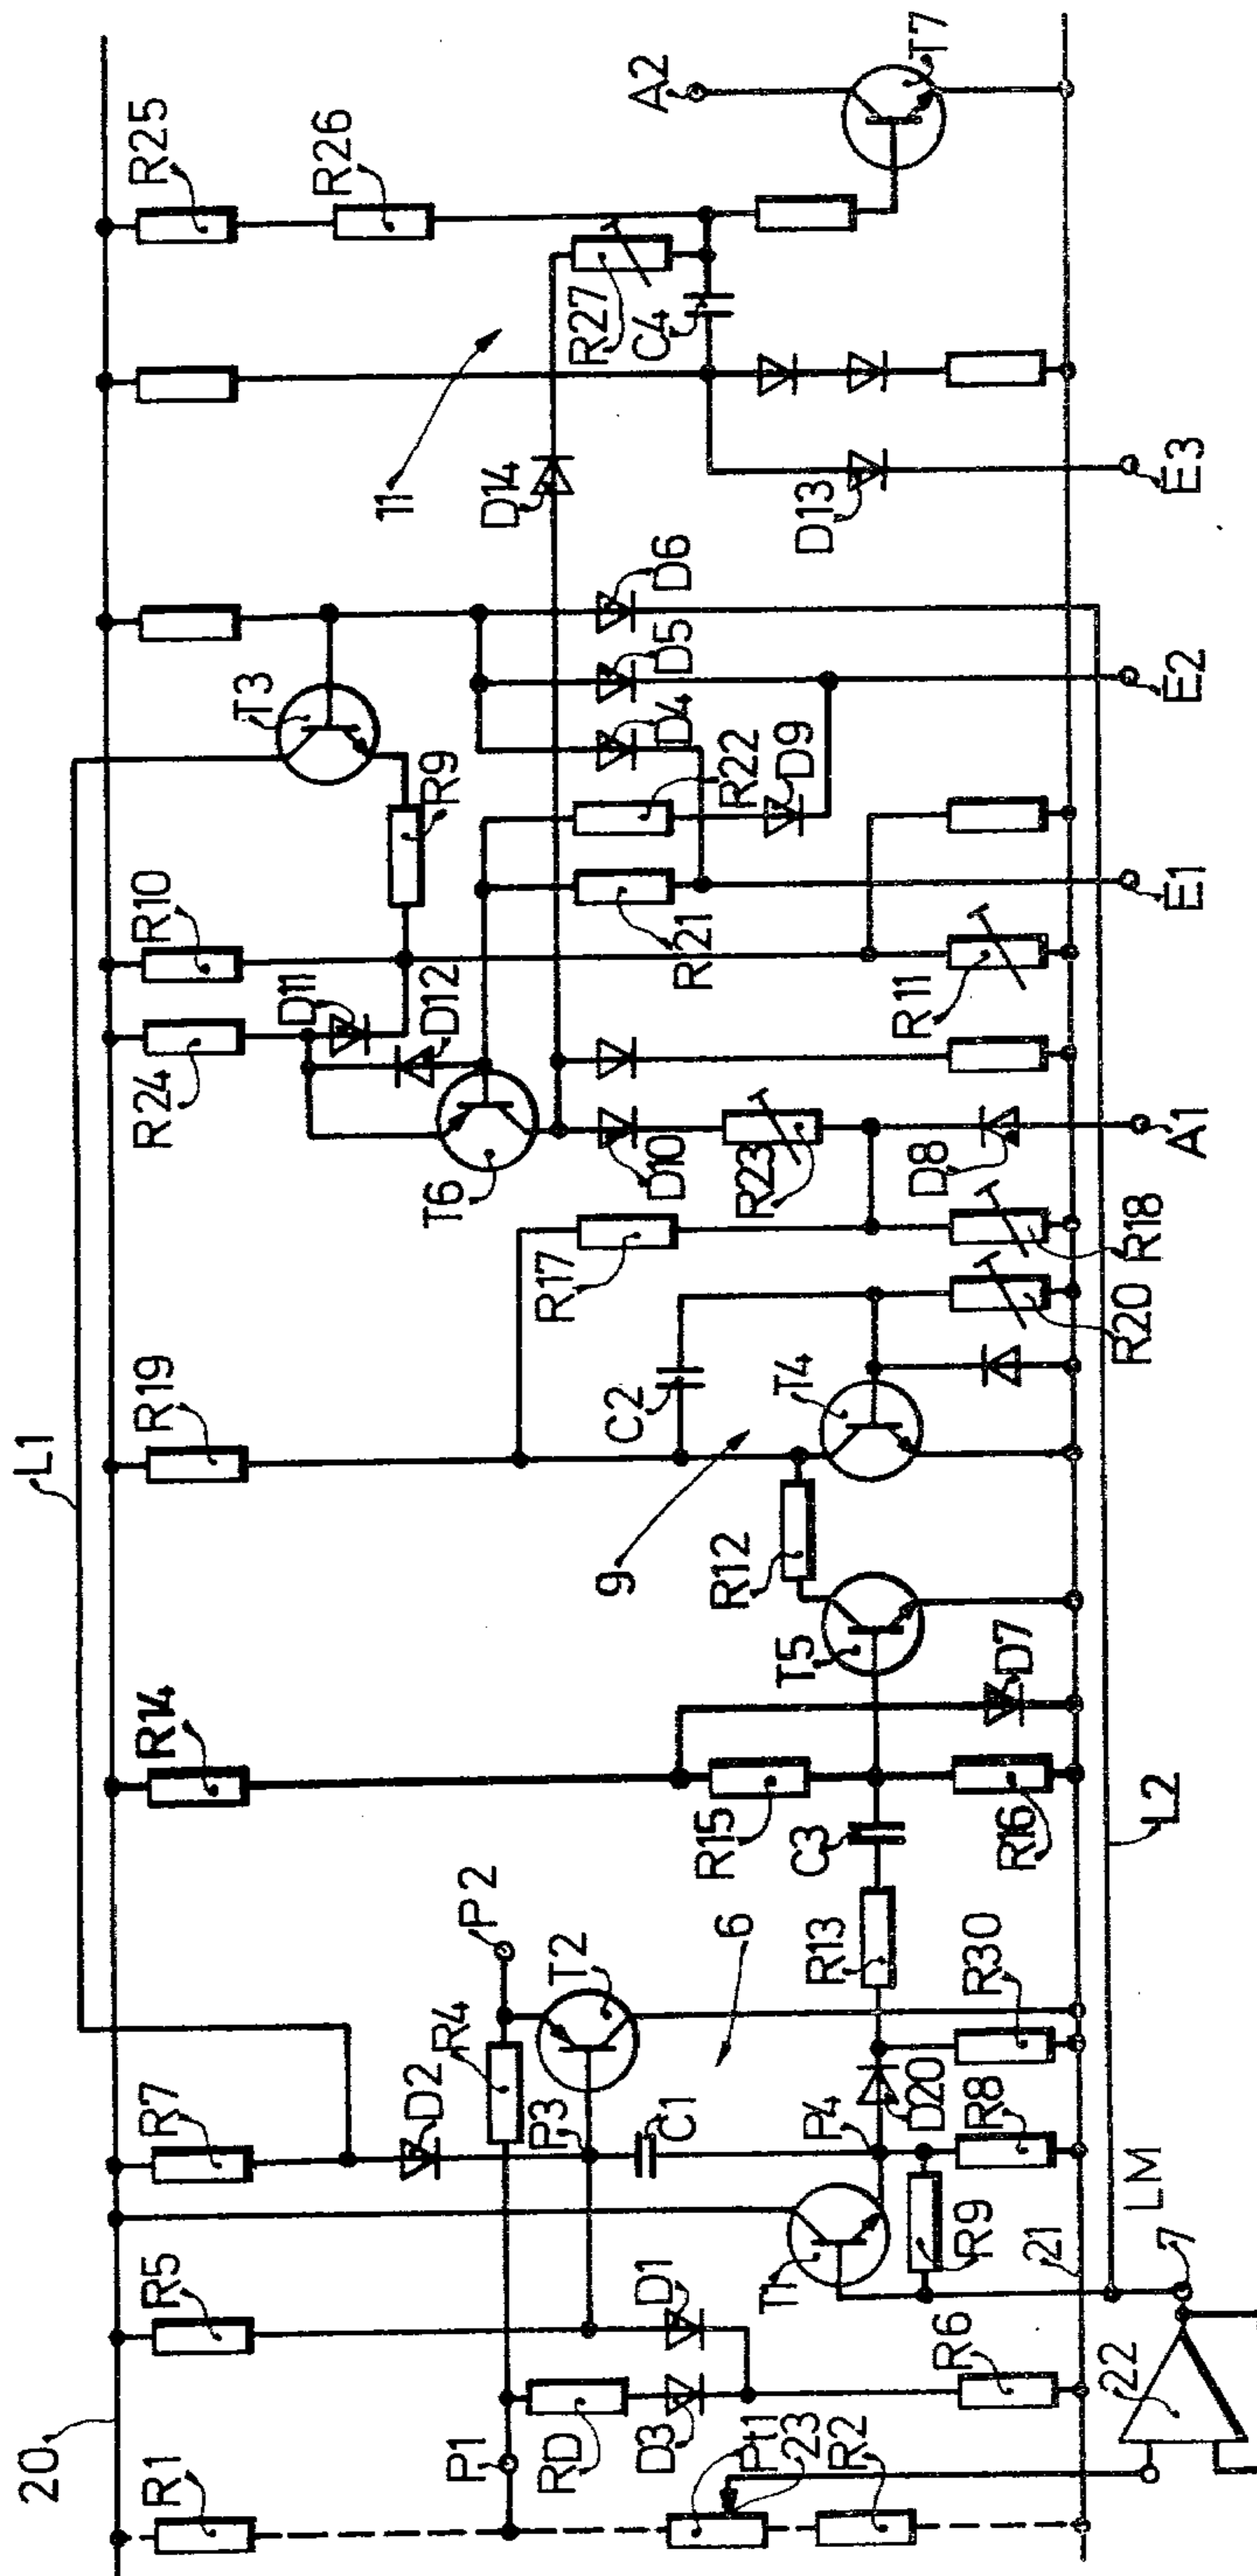 L1
20
R1
R5
R7
R14
R19
R24
R10
R25
D11
D12
T3
R26
R9
P2
R4
T2
D2
P3
P1
RD
D3
D1
Pt1
23
R2
C1
6
P4
T1
R9
R6
D20
R8
R30
R13
C3
R15
R16
T5
D7
R12
9
C2
T4
R17
R20
R18
T6
D10
R23
D8
R21
R22
D9
R11
D4
D5
D6
D14
11
R27
C4
D13
A2
T7
21
LM
7
22
L2
A1
E1
E2
E3